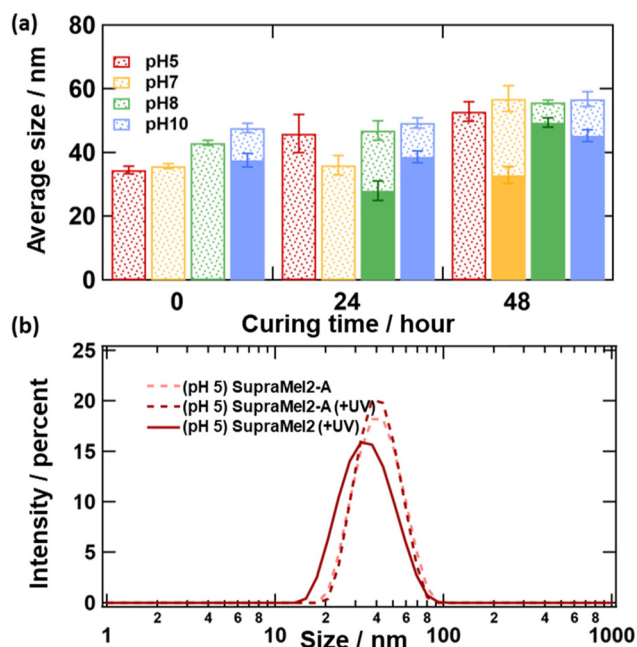 (a)
80
60
40
20
0
Average size / nm
pH5
pH7
pH8
pH10
0 24 48
Curing time / hour
(b)
25
20
15
10
5
0
Intensity / percent
(pH 5) SupraMel2-A
(pH 5) SupraMel2-A (+UV)
(pH 5) SupraMel2 (+UV)
1 2 4 6 8 10 2 4 6 8 100 2 4 6 8 1000
Size / nm